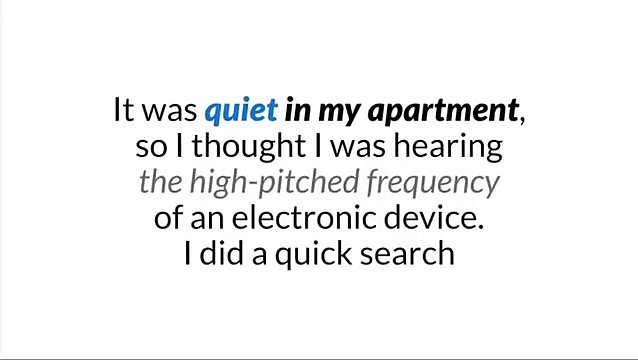 It was quiet in my apartment,
so I thought I was hearing
the high-pitched frequency
of an electronic device.
I did a quick search